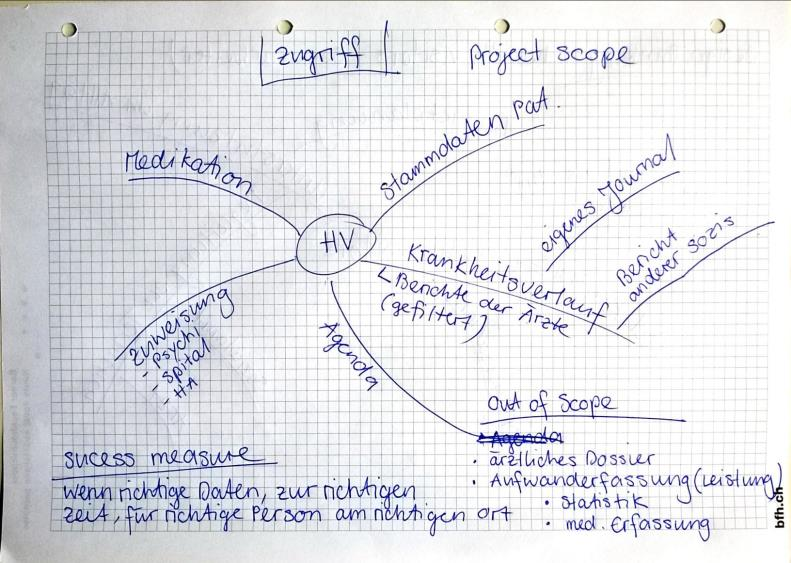 Zugriff
Project scope
Medikation
Stammdaten Pat.
HV
eigenes Journal
Krankheitsverlauf
Berichte der Ärzte
(gefiltert)
Bericht
anderer Sozis
Zuweisung
- psych
- spital
- HA
Agenda
out of scope
Agenda
• ärztliches Dossier
• Aufwanderfassung (Leistung)
• Statistik
• med. Erfassung
sucess measure
wenn richtige Daten, zur richtigen
zeit, für richtige Person am richtigen ort
bfh.ch